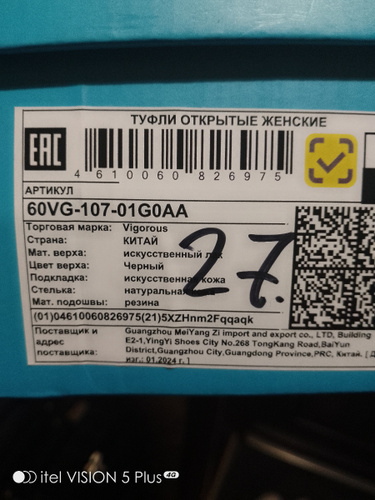 ТУФЛИ ОТКРЫТЫЕ ЖЕНСКИЕ
EAC
4 610060 826975
АРТИКУЛ
60VG-107-01G0AA
Торговая марка: Vigorous
Страна: КИТАЙ
Мат. верха: искусственный
Цвет верха: Черный
Подкладка: искусственная кожа
Стелька: натуральная
Мат. подошвы: резина
27.
(01)04610060826975(21)5XZHnm2Fqqaqk
Поставщик и адрес поставщика: Guangzhou MeiYang Zi import and export co., LTD, Building
E2-1,YingYi Shoes City No.268 TongKang Road,BaiYun
District,Guangzhou City,Guangdong Province,PRC, Китай. [
изг.: 01.2024 г. ]
itel VISION 5 Plus 4G